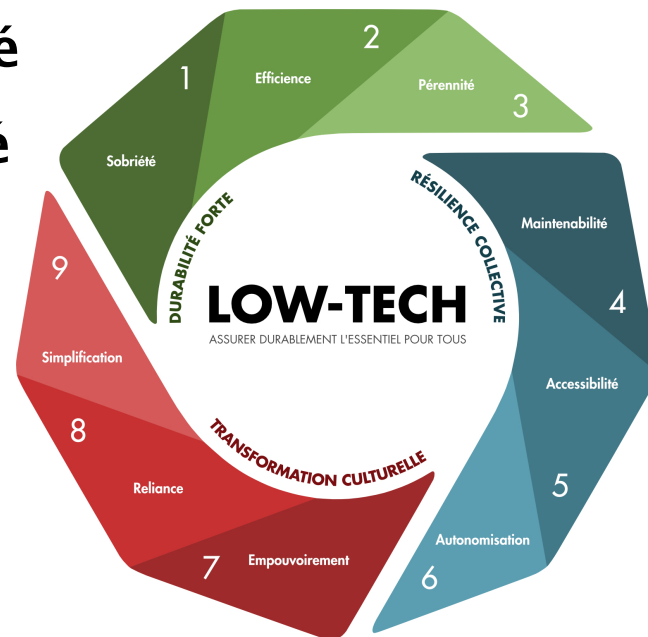 é
é
1
Sobriété
2
Efficience
3
Pérennité
DURABILITÉ FORTE
RÉSILIENCE COLLECTIVE
Maintenabilité
4
Accessibilité
5
Autonomisation
6
LOW-TECH
ASSURER DURABLEMENT L'ESSENTIEL POUR TOUS
TRANSFORMATION CULTURELLE
Empouvoirement
7
Reliance
8
Simplification
9